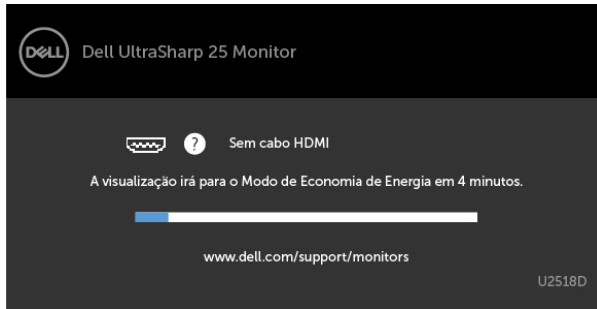 DELL
Dell UltraSharp 25 Monitor
? Sem cabo HDMI
A visualização irá para o Modo de Economia de Energia em 4 minutos.
www.dell.com/support/monitors
U2518D